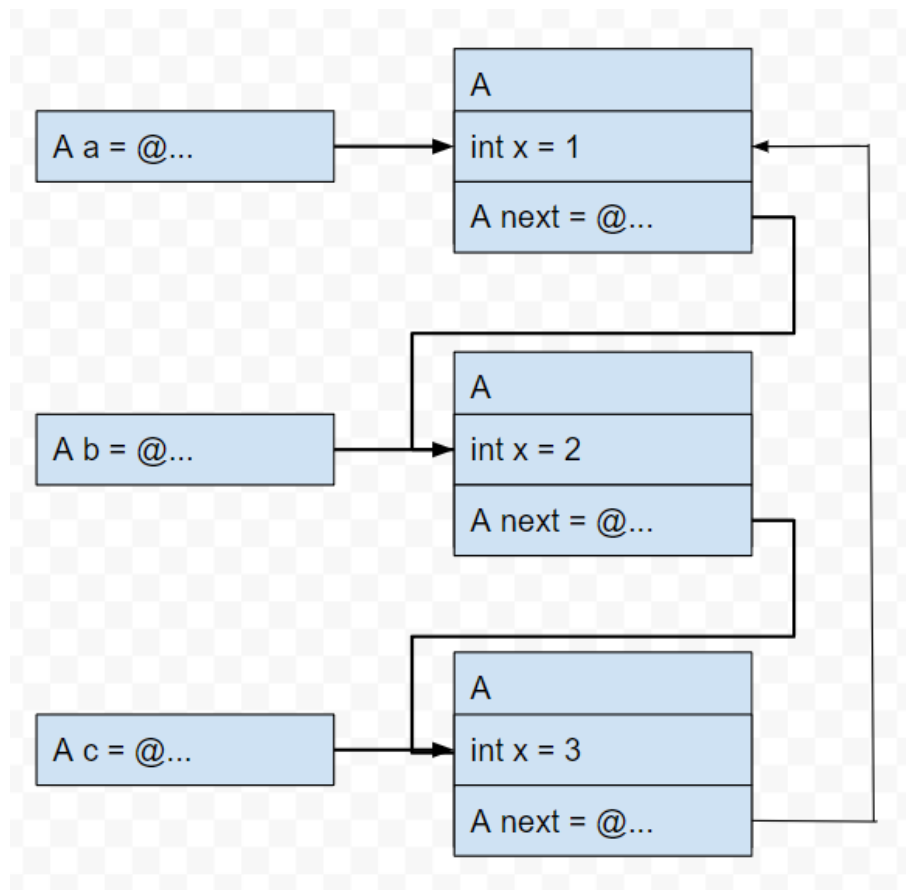 A
A a = @...
int x = 1
A next = @...
A
A b = @...
int x = 2
A next = @...
A
A c = @...
int x = 3
A next = @...